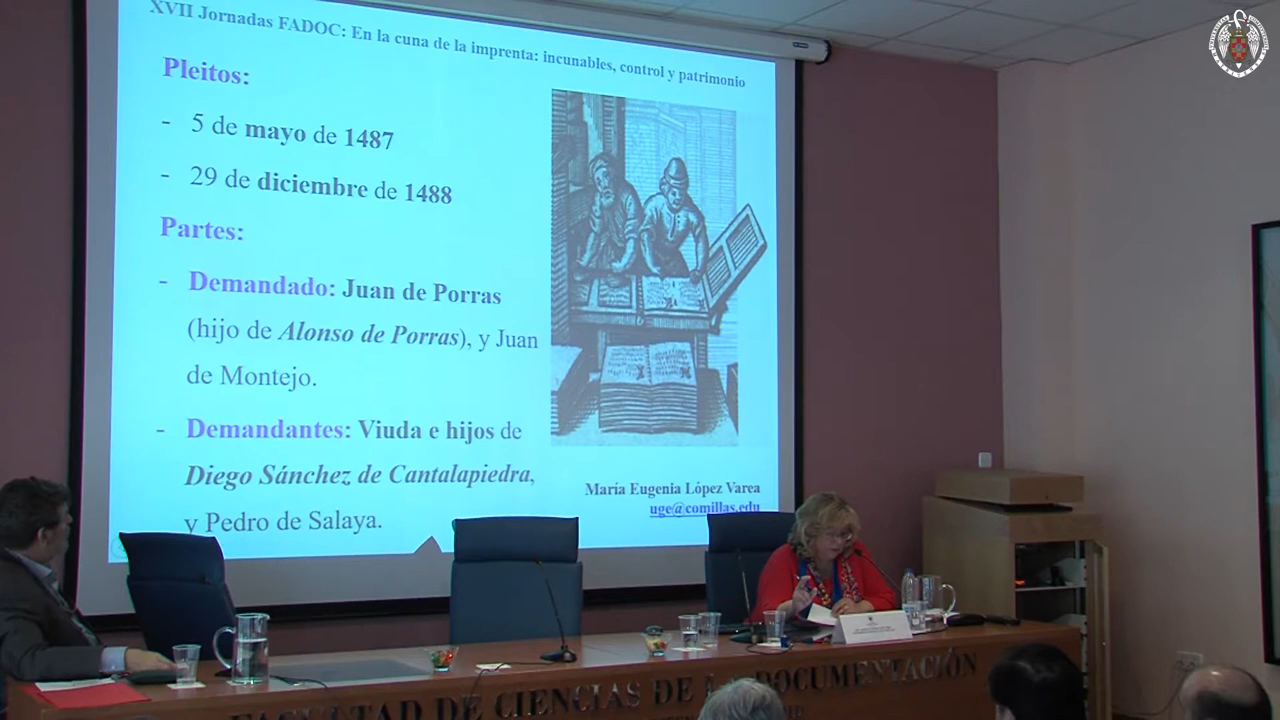 XVII Jornadas FADOC: En la cuna de la imprenta: incunables, control y patrimonio
Pleitos:
- 5 de mayo de 1487
- 29 de diciembre de 1488
Partes:
- Demandado: Juan de Porras
(hijo de Alonso de Porras), y Juan
de Montejo.
- Demandantes: Viuda e hijos de
Diego Sánchez de Cantalapiedra,
y Pedro de Salaya.
María Eugenia López Varea
uge@comillas.edu
FACULTAD DE CIENCIAS DE LA DOCUMENTACIÓN